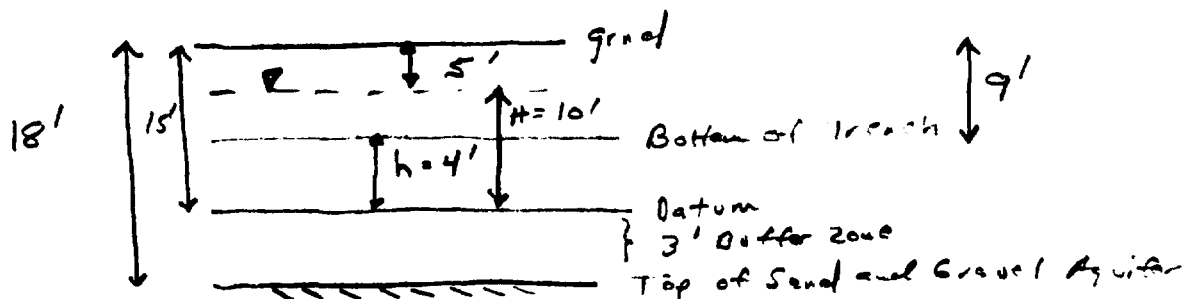 grnd
5'
9'
18'
15'
H = 10'
Bottom of Trench
h = 4'
Datum
3' Buffer zone
Top of Sand and Gravel Aquifer